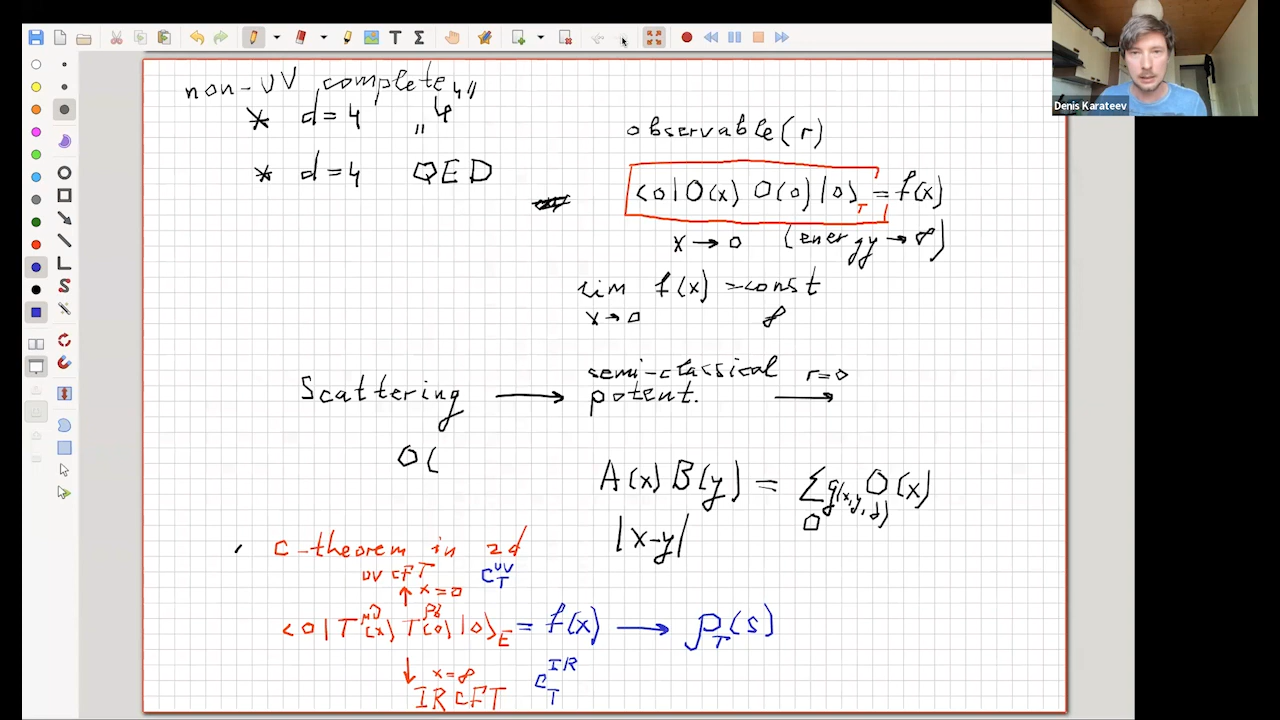 non-UV complete
* d=4 "φ⁴"
* d=4 QED
observable(r)
<0|O(x) O(0)|0>_T = f(x)
x → 0 (energy → ∞)
lim f(x) = const
x → 0 ∞
Scattering → semi-classical potent. r=0 →
O(
A(x) B(y) = Σ_O g(x,y,∂) O(x)
|x-y|
C-theorem in 2d
UV CFT C_T^UV
↑ x=0
<0|T^μν(x) T^ρσ(0)|0>_E = f(x) → ρ_T(s)
↓ x=∞ C_T^IR
IR CFT
Denis Karateev